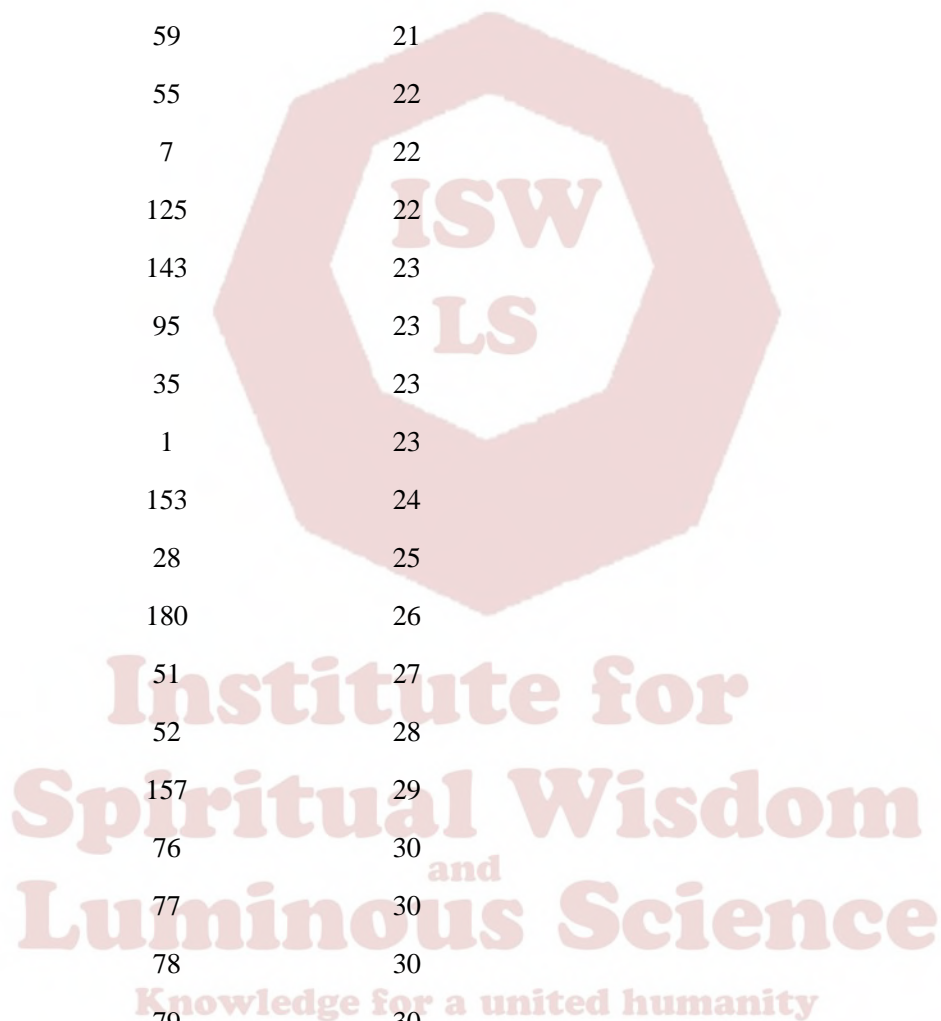 59 21
55 22
7 22
125 22
ISW
143 23
95 23
LS
35 23
1 23
153 24
28 25
180 26
51 27
Institute for
52 28
157 29
Spiritual Wisdom
76 30
and
77 30
Luminous Science
78 30
Knowledge for a united humanity
79 30